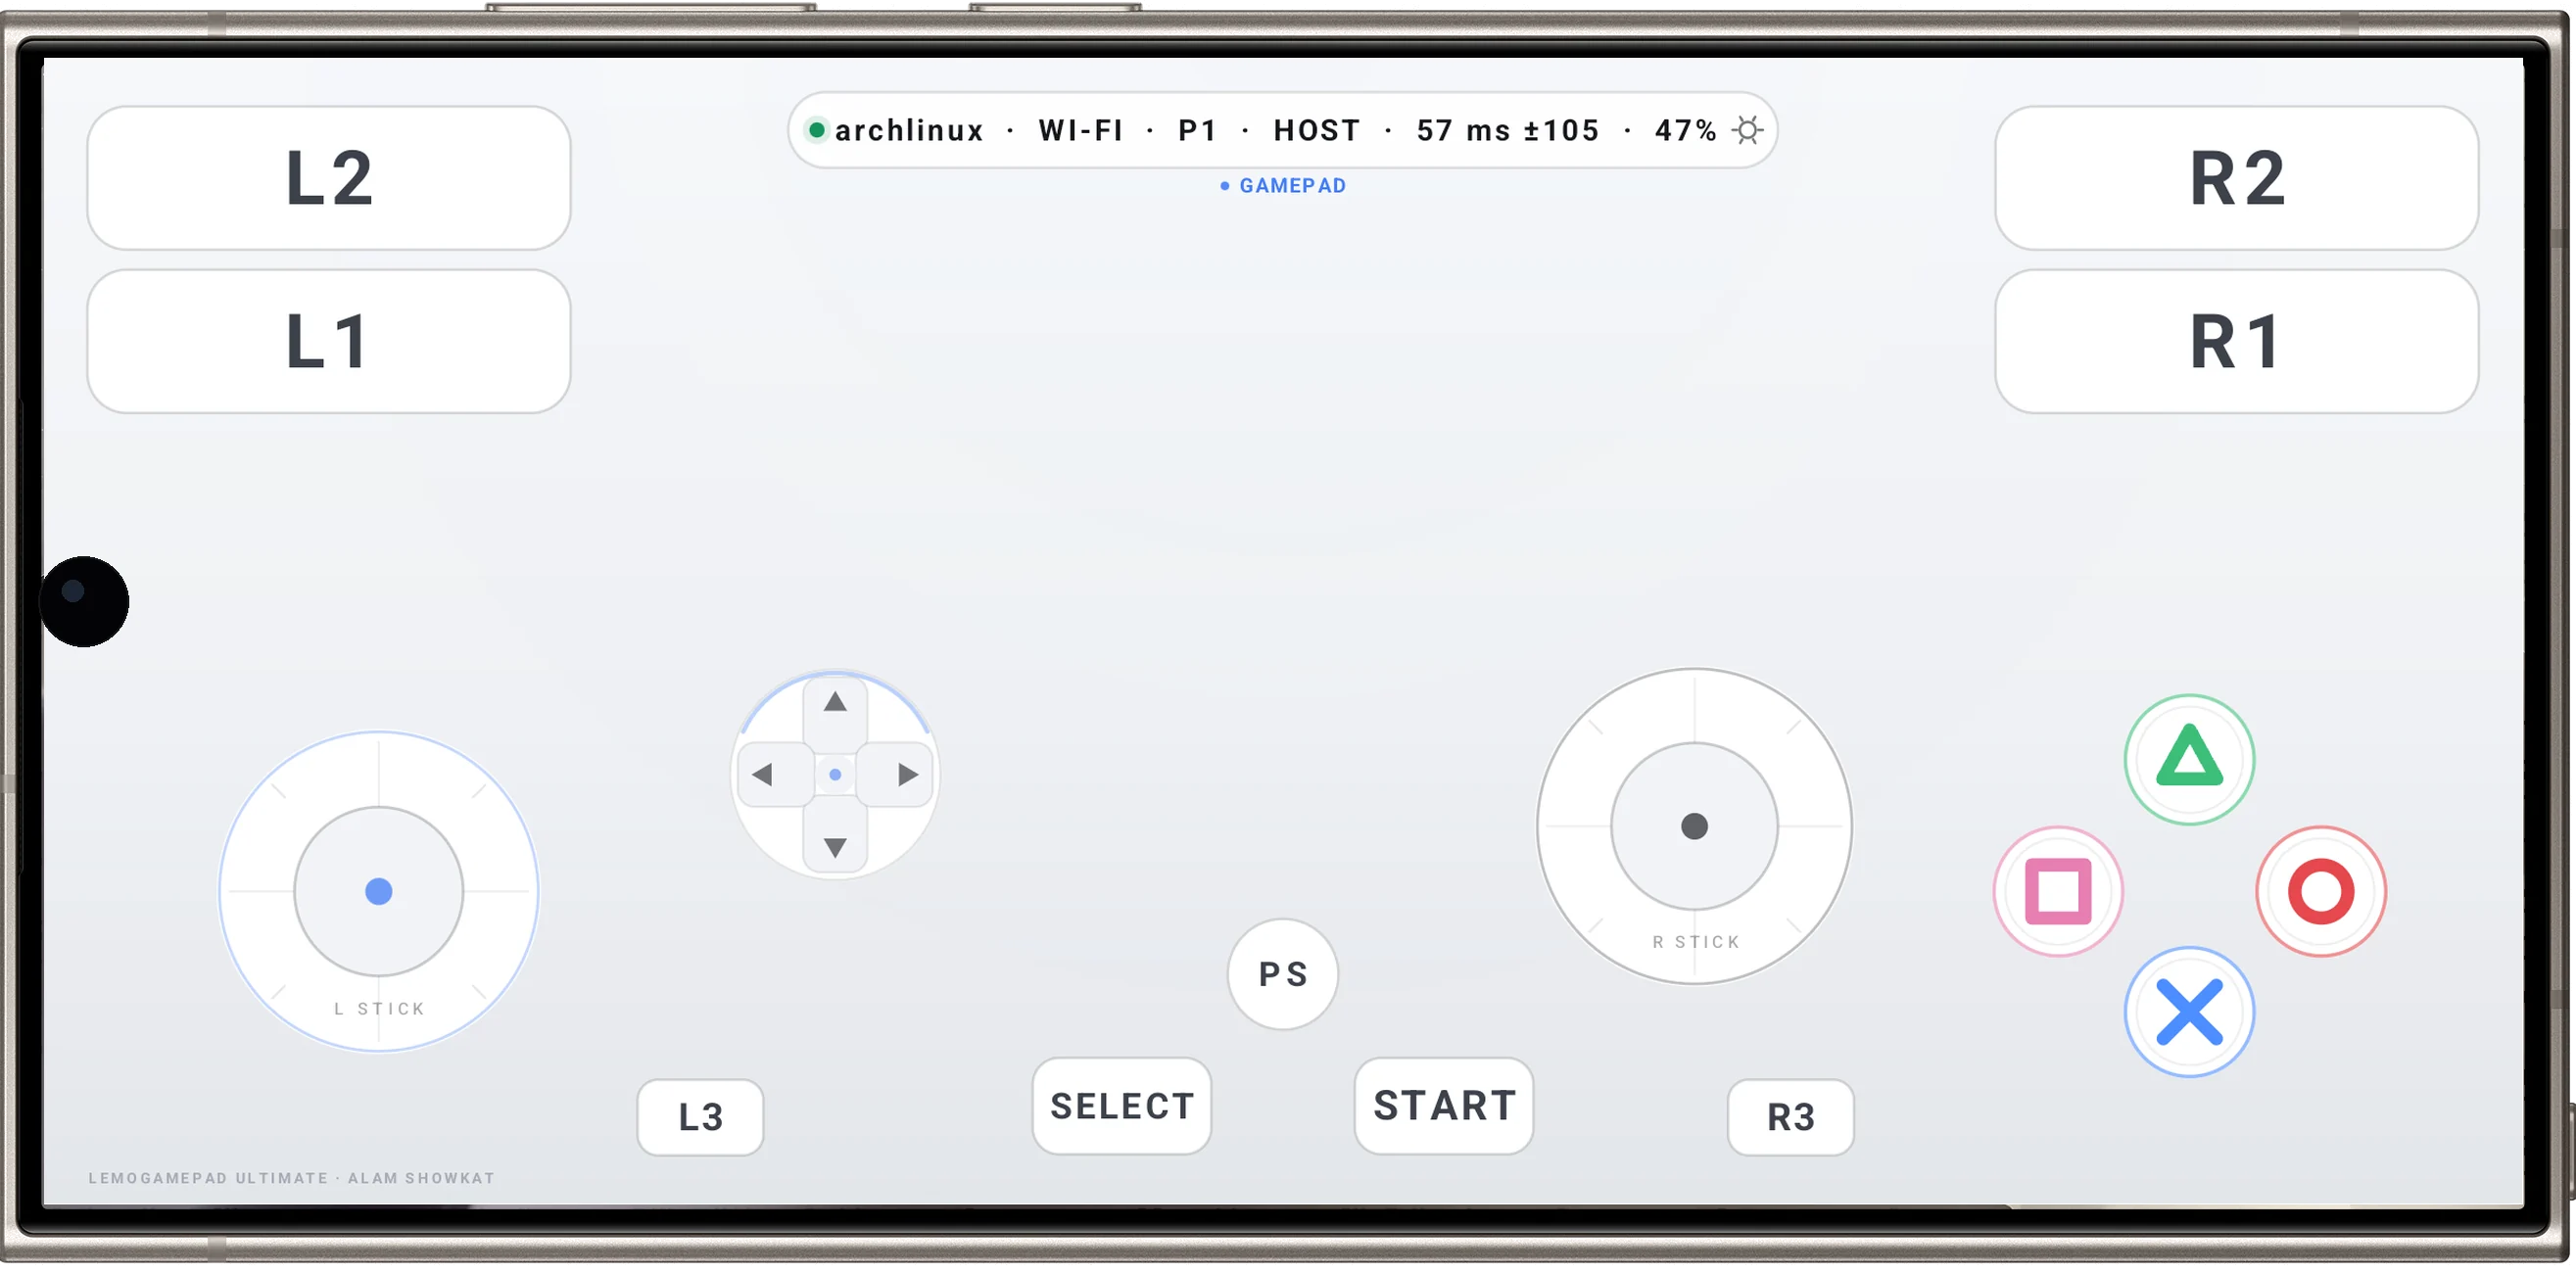 L2
archlinux · WI-FI · P1 · HOST · 57 ms ±105 · 47%
R2
GAMEPAD
L1
R1
L STICK
R STICK
PS
SELECT
START
L3
R3
LEMOGAMEPAD ULTIMATE · ALAM SHOWKAT